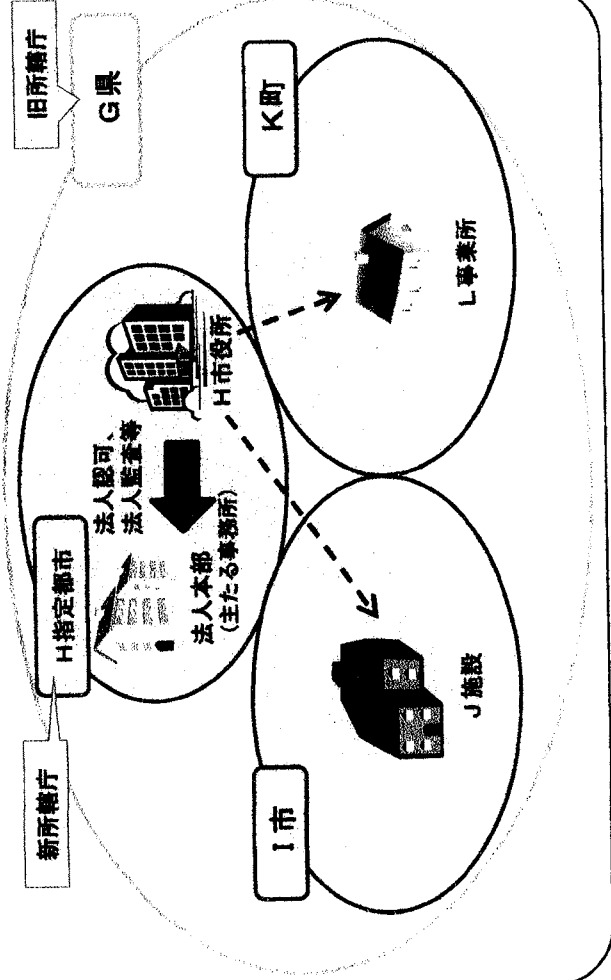 旧所轄庁
G県
新所轄庁
H指定都市
法人認可、
法人監査等
H市役所
法人本部
(主たる事務所)
I市
J施設
K町
L事業所